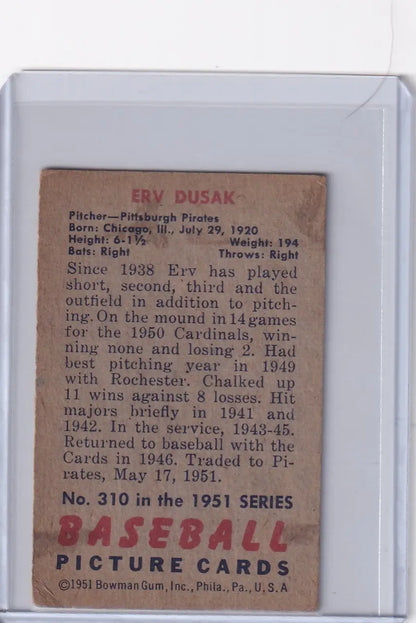 ERV DUSAK
Pitcher—Pittsburgh Pirates
Born: Chicago, Ill., July 29, 1920
Height: 6-1½ Weight: 194
Bats: Right Throws: Right
Since 1938 Erv has played
short, second, third and the
outfield in addition to pitch-
ing. On the mound in 14 games
for the 1950 Cardinals, win-
ning none and losing 2. Had
best pitching year in 1949
with Rochester. Chalked up
11 wins against 8 losses. Hit
majors briefly in 1941 and
1942. In the service, 1943-45.
Returned to baseball with the
Cards in 1946. Traded to Pi-
rates, May 17, 1951.
No. 310 in the 1951 SERIES
BASEBALL
PICTURE CARDS
©1951 Bowman Gum, Inc., Phila., Pa., U.S.A